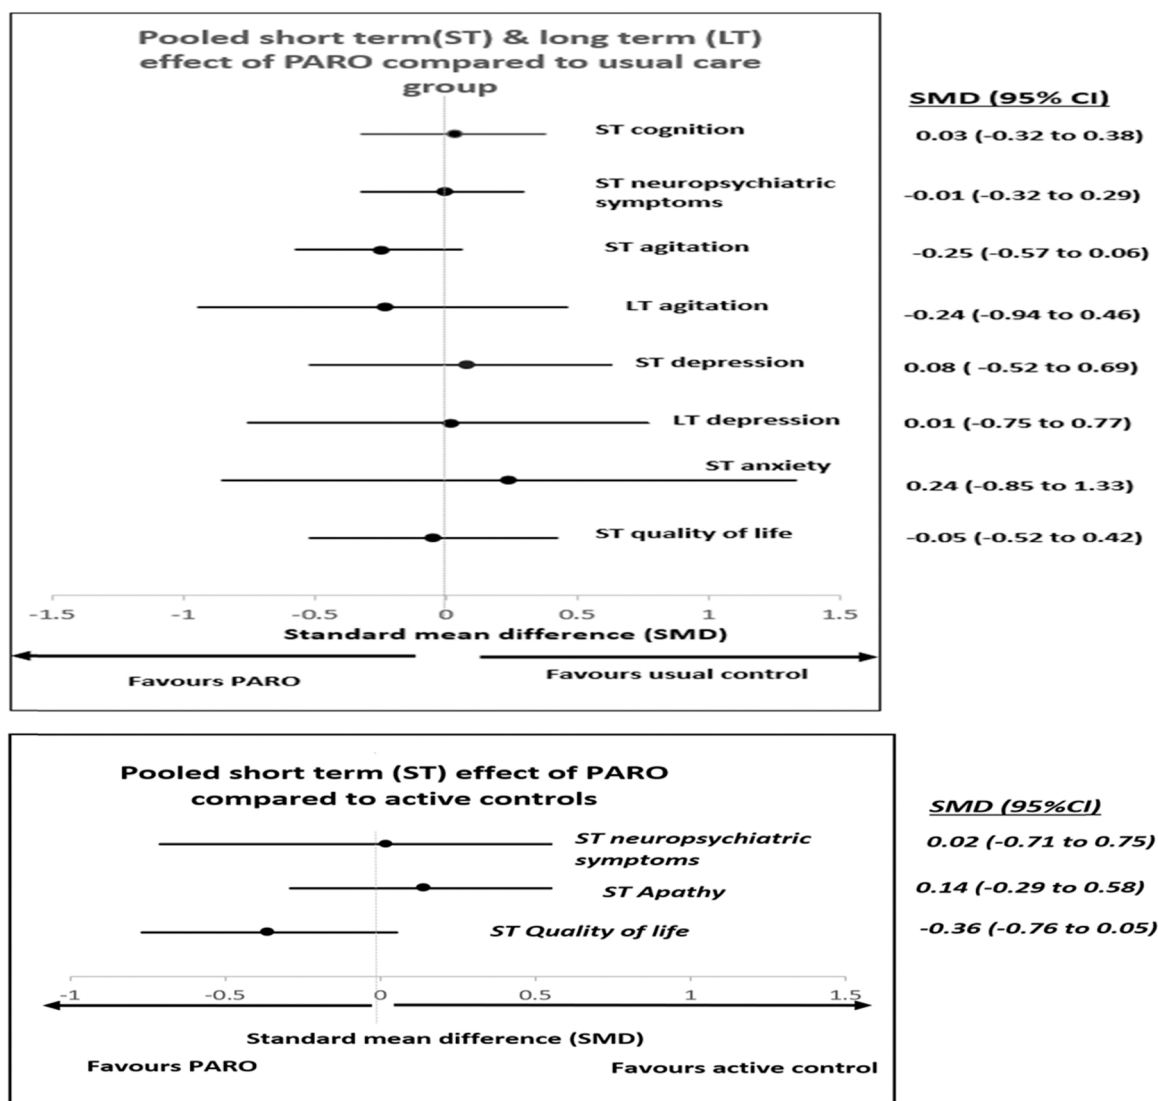 Pooled short term(ST) & long term (LT)
effect of PARO compared to usual care
group
SMD (95% CI)
ST cognition
0.03 (-0.32 to 0.38)
ST neuropsychiatric
symptoms
-0.01 (-0.32 to 0.29)
ST agitation
-0.25 (-0.57 to 0.06)
LT agitation
-0.24 (-0.94 to 0.46)
ST depression
0.08 ( -0.52 to 0.69)
LT depression
0.01 (-0.75 to 0.77)
ST anxiety
0.24 (-0.85 to 1.33)
ST quality of life
-0.05 (-0.52 to 0.42)
-1.5 -1 -0.5 0 0.5 1 1.5
Standard mean difference (SMD)
Favours PARO
Favours usual control
Pooled short term (ST) effect of PARO
compared to active controls
SMD (95%CI)
ST neuropsychiatric
symptoms
0.02 (-0.71 to 0.75)
ST Apathy
0.14 (-0.29 to 0.58)
ST Quality of life
-0.36 (-0.76 to 0.05)
-1 -0.5 0 0.5 1 1.5
Standard mean difference (SMD)
Favours PARO
Favours active control